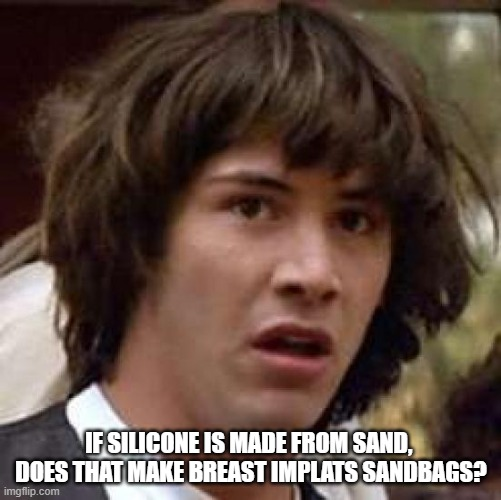 IF SILICONE IS MADE FROM SAND,
DOES THAT MAKE BREAST IMPLATS SANDBAGS?
imgflip.com